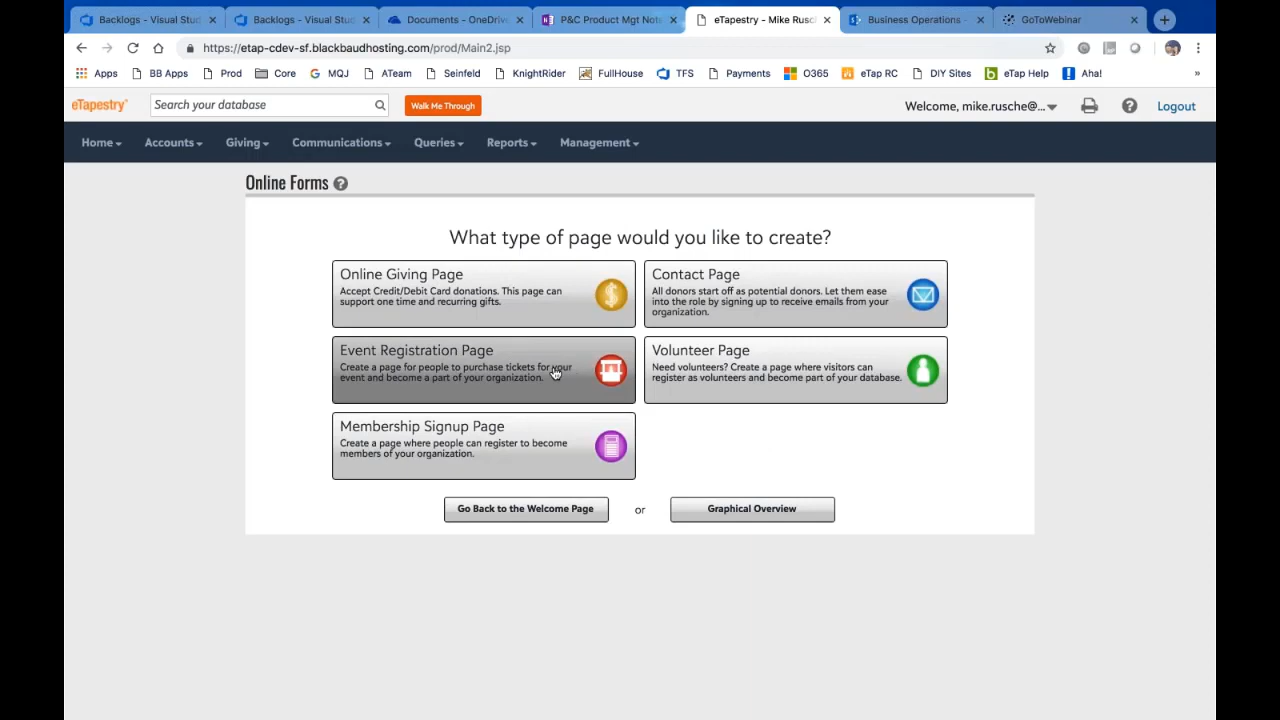 Backlogs - Visual Stud
Backlogs - Visual Stud
Documents - OneDriv
P&C Product Mgt Not
eTapestry - Mike Rusch
Business Operations -
GoToWebinar
https://etap-cdev-sf.blackbaudhosting.com/prod/Main2.jsp
Apps
BB Apps
Prod
Core
MQJ
ATeam
Seinfeld
KnightRider
FullHouse
TFS
Payments
O365
eTap RC
DIY Sites
eTap Help
Aha!
»
eTapestry
Search your database
Walk Me Through
Welcome, mike.rusche@...
Logout
Home
Accounts
Giving
Communications
Queries
Reports
Management
Online Forms
What type of page would you like to create?
Online Giving Page
Accept Credit/Debit Card donations. This page can
support one time and recurring gifts.
Contact Page
All donors start off as potential donors. Let them ease
into the role by signing up to receive emails from your
organization.
Event Registration Page
Create a page for people to purchase tickets for your
event and become a part of your organization.
Volunteer Page
Need volunteers? Create a page where visitors can
register as volunteers and become part of your database.
Membership Signup Page
Create a page where people can register to become
members of your organization.
Go Back to the Welcome Page
or
Graphical Overview